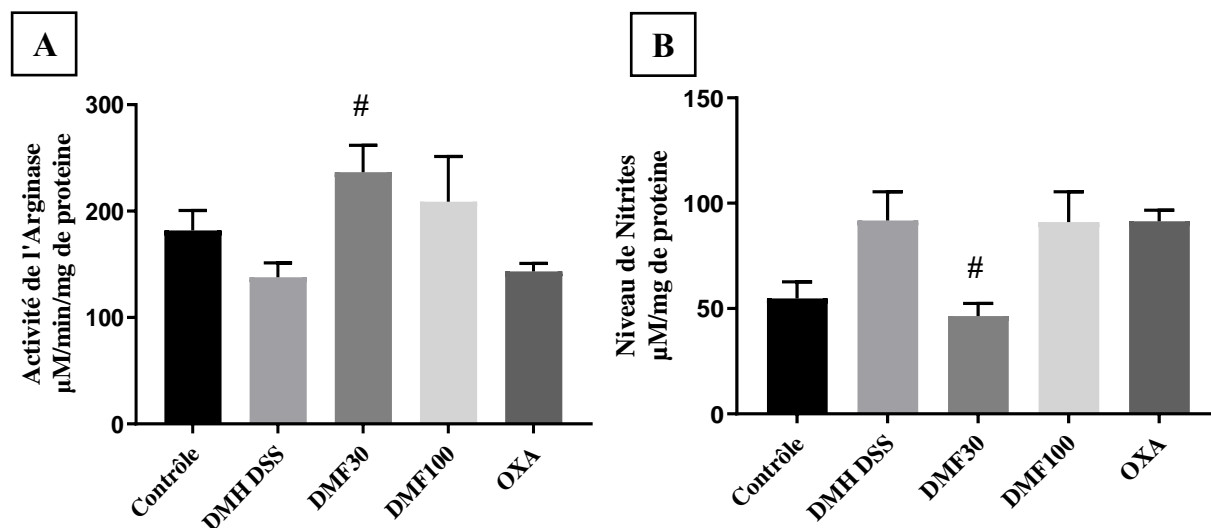 A
Activité de l'Arginase
µM/min/mg de proteine
300
200
100
0
#
Contrôle
DMH DSS
DMF30
DMF100
OXA
B
Niveau de Nitrites
µM/mg de proteine
150
100
50
0
#
Contrôle
DMH DSS
DMF30
DMF100
OXA